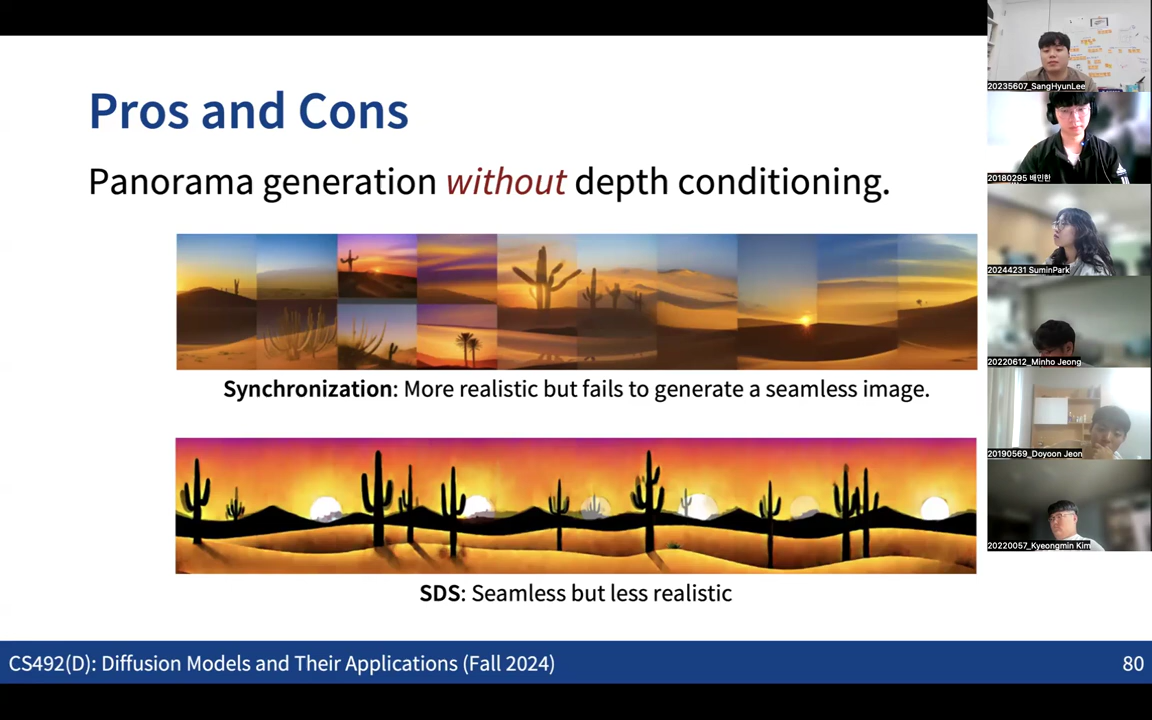 Pros and Cons
Panorama generation without depth conditioning.
Synchronization: More realistic but fails to generate a seamless image.
SDS: Seamless but less realistic
CS492(D): Diffusion Models and Their Applications (Fall 2024)
80
20235607_SangHyunLee
20180295 배민한
20244231 SuminPark
20220612_Minho Jeong
20190569_Doyoon Jeon
20220057_Kyeongmin Kim